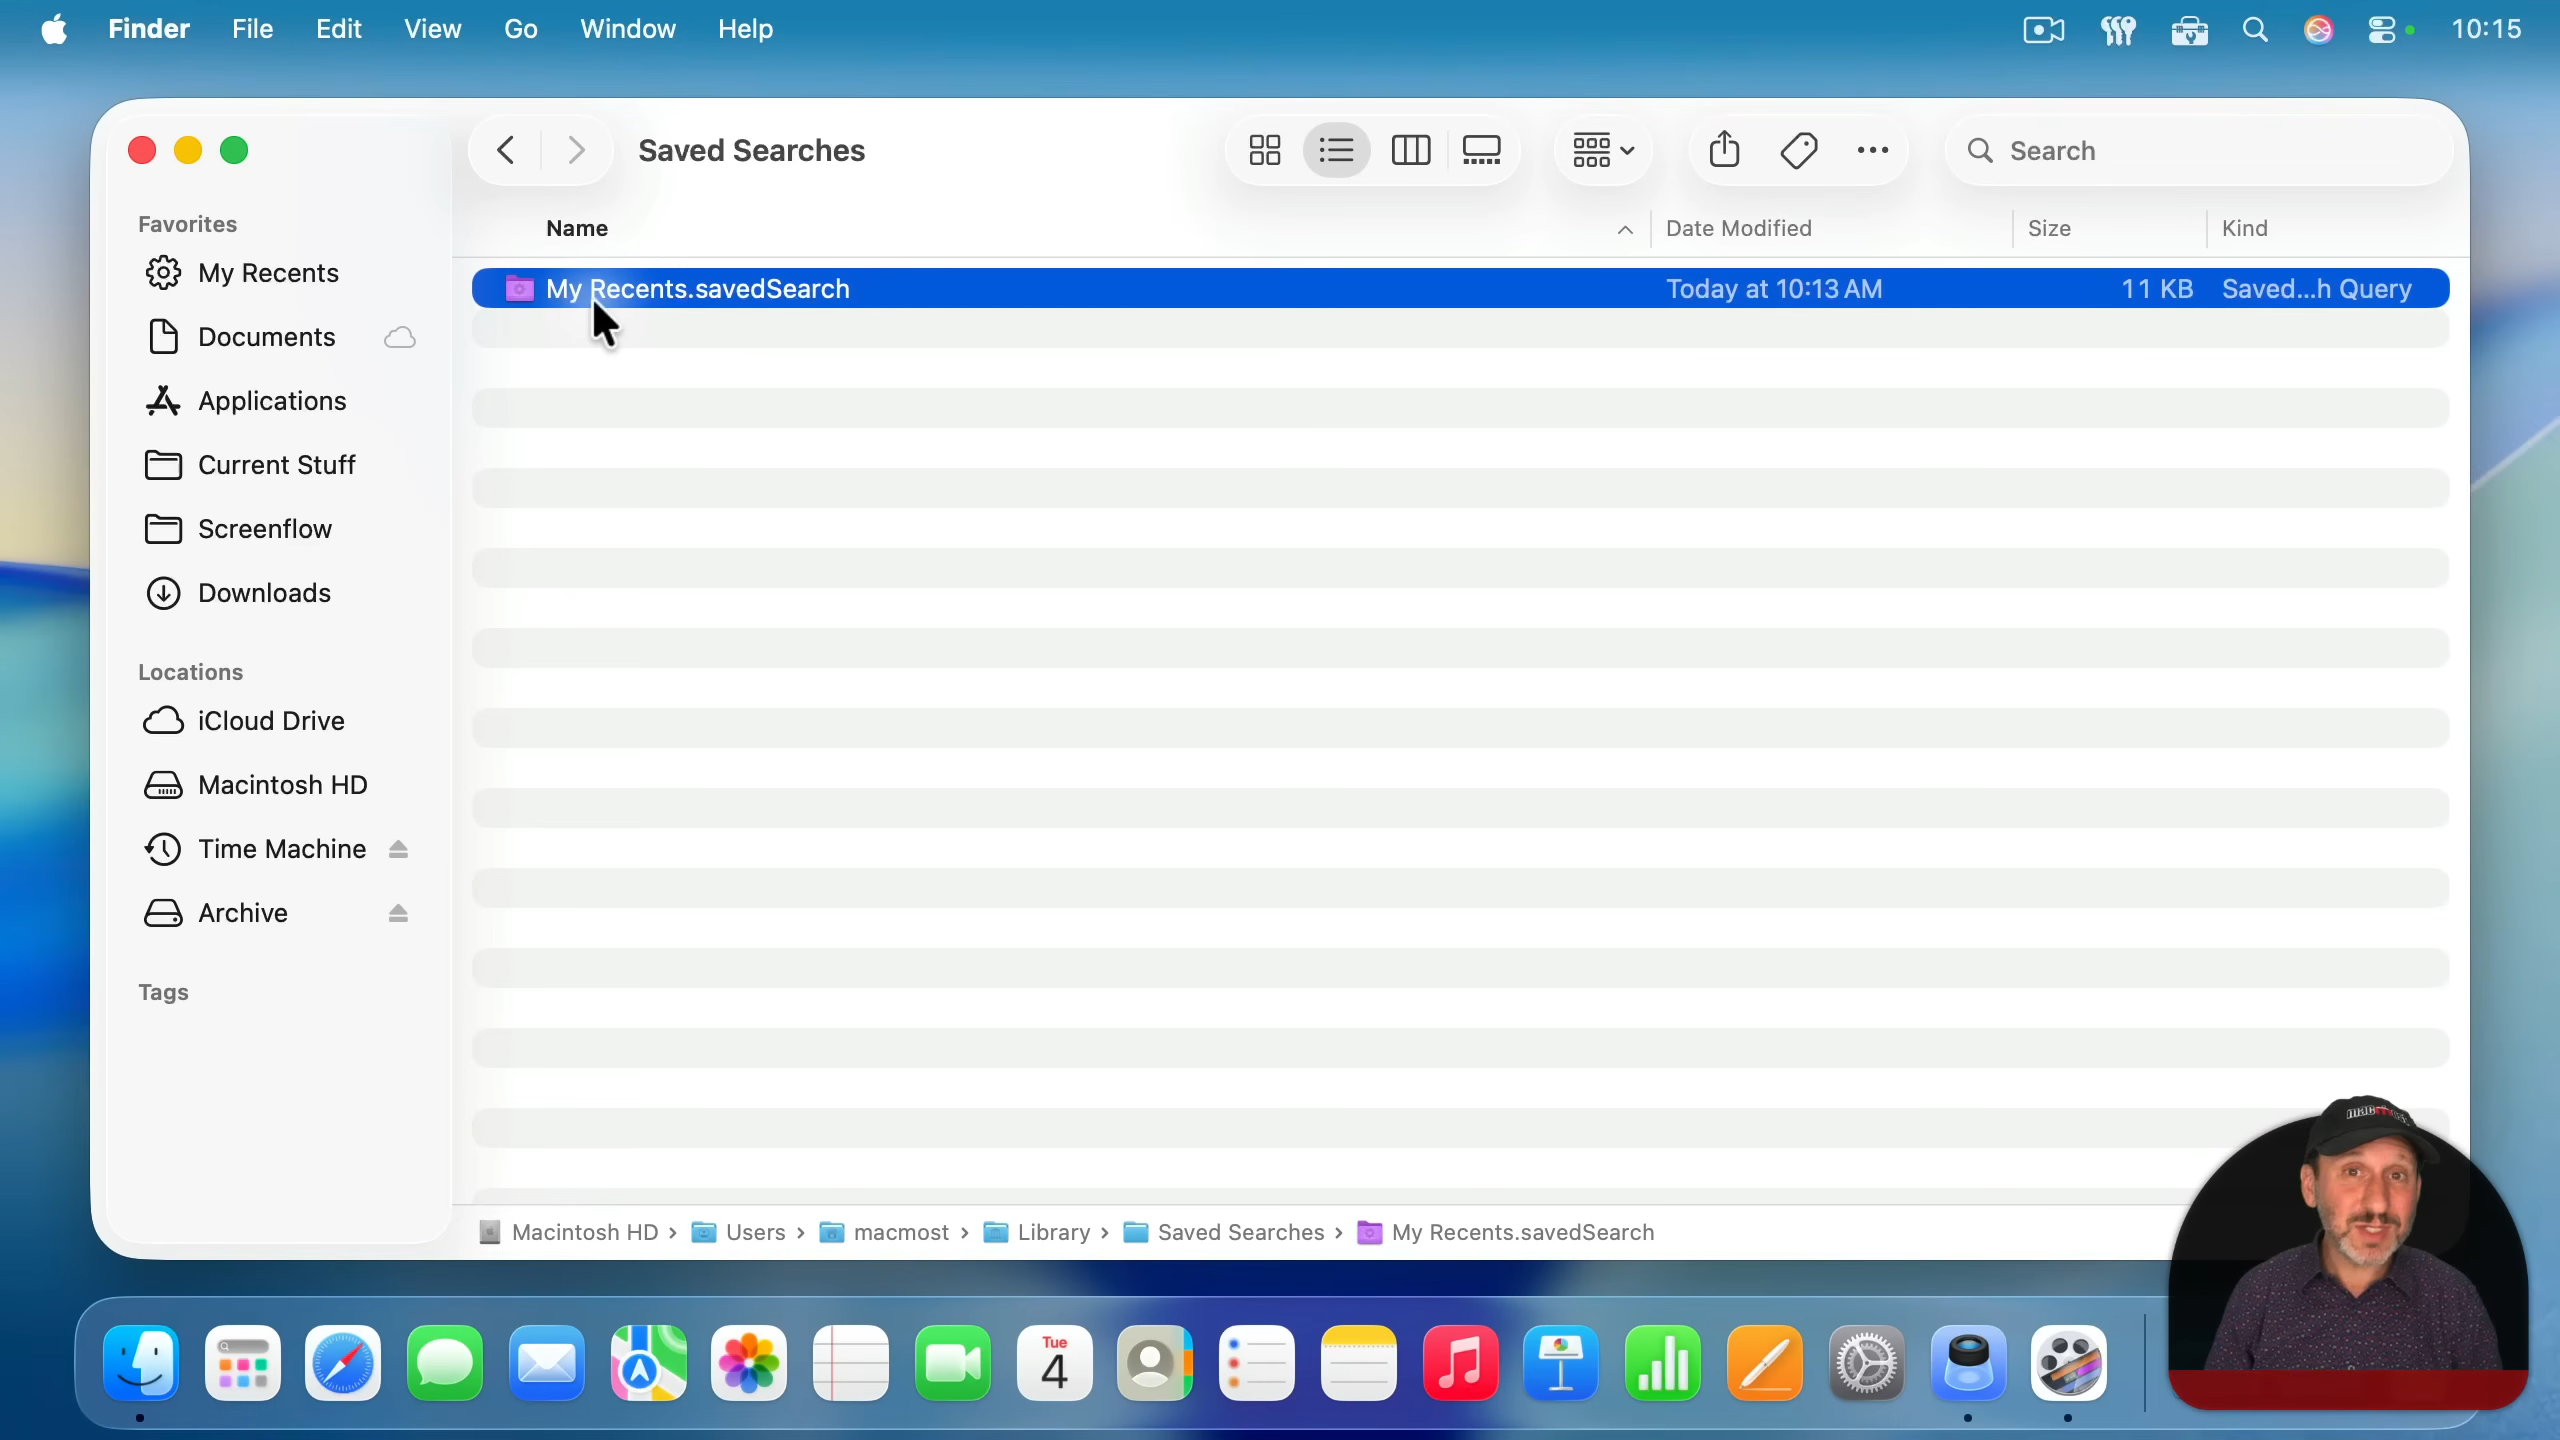 Finder File Edit View Go Window Help 10:15
Saved Searches
Search
Favorites
My Recents
Documents
Applications
Current Stuff
Screenflow
Downloads
Locations
iCloud Drive
Macintosh HD
Time Machine
Archive
Tags
Name Date Modified Size Kind
My Recents.savedSearch Today at 10:13 AM 11 KB Saved...h Query
Macintosh HD › Users › macmost › Library › Saved Searches › My Recents.savedSearch
Tue
4